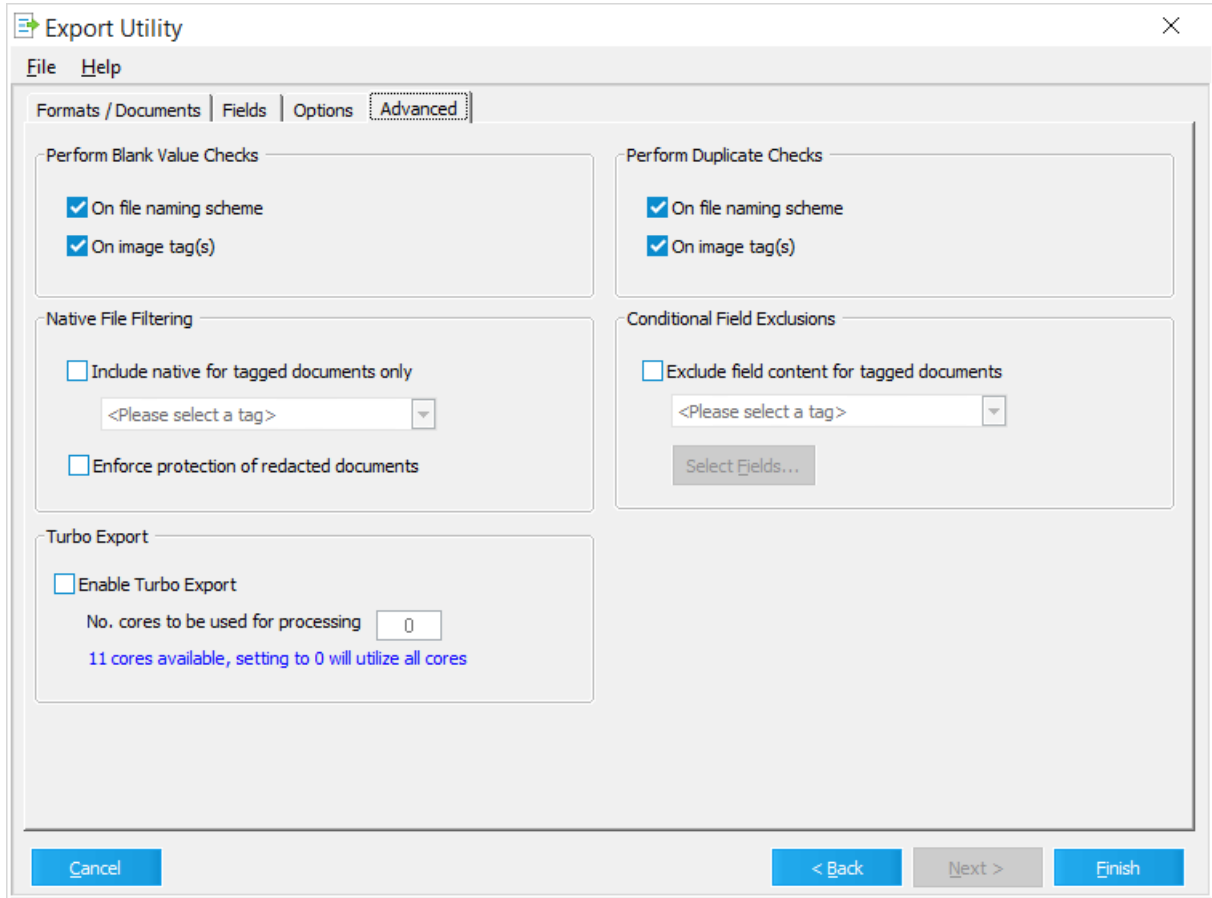 Export Utility
File Help
Formats / Documents Fields Options Advanced
Perform Blank Value Checks
On file naming scheme
On image tag(s)
Perform Duplicate Checks
On file naming scheme
On image tag(s)
Native File Filtering
Include native for tagged documents only
<Please select a tag>
Enforce protection of redacted documents
Conditional Field Exclusions
Exclude field content for tagged documents
<Please select a tag>
Select Fields...
Turbo Export
Enable Turbo Export
No. cores to be used for processing 0
11 cores available, setting to 0 will utilize all cores
Cancel < Back Next > Finish